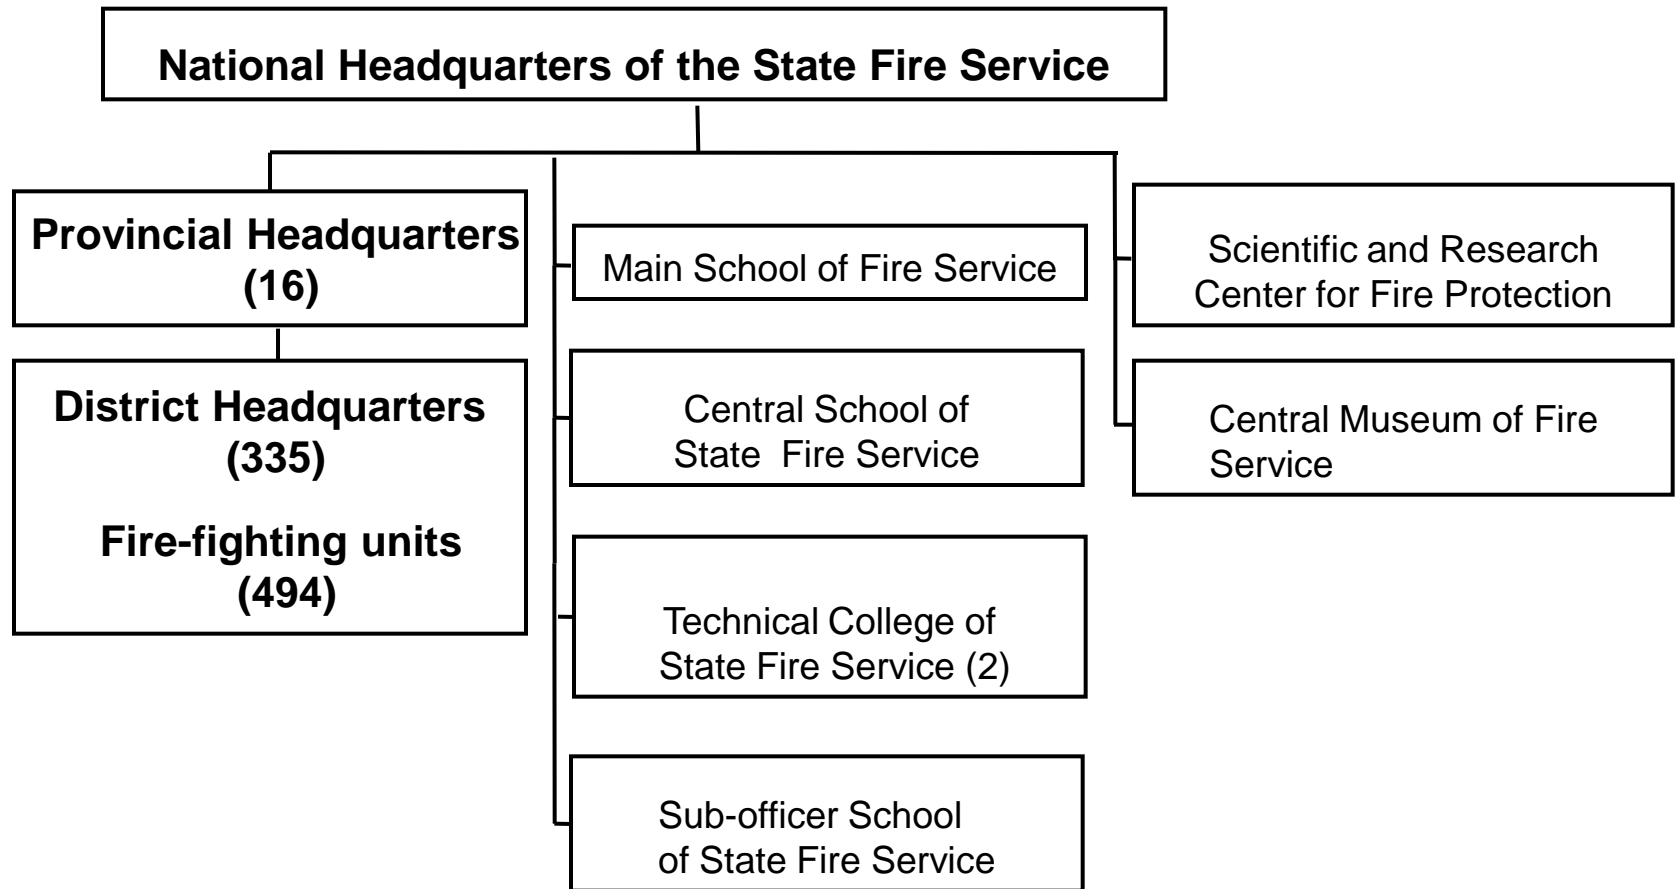 National Headquarters of the State Fire Service
Provincial Headquarters
(16)
District Headquarters
(335)
Fire-fighting units
(494)
Main School of Fire Service
Central School of
State Fire Service
Technical College of
State Fire Service (2)
Sub-officer School
of State Fire Service
Scientific and Research
Center for Fire Protection
Central Museum of Fire
Service